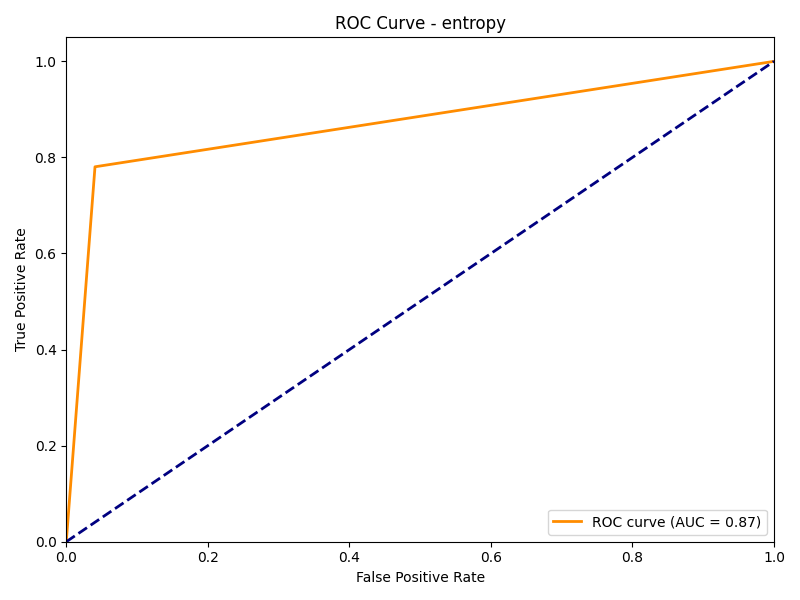 ROC Curve - entropy
True Positive Rate
1.0
0.8
0.6
0.4
0.2
0.0
0.0 0.2 0.4 0.6 0.8 1.0
False Positive Rate
ROC curve (AUC = 0.87)